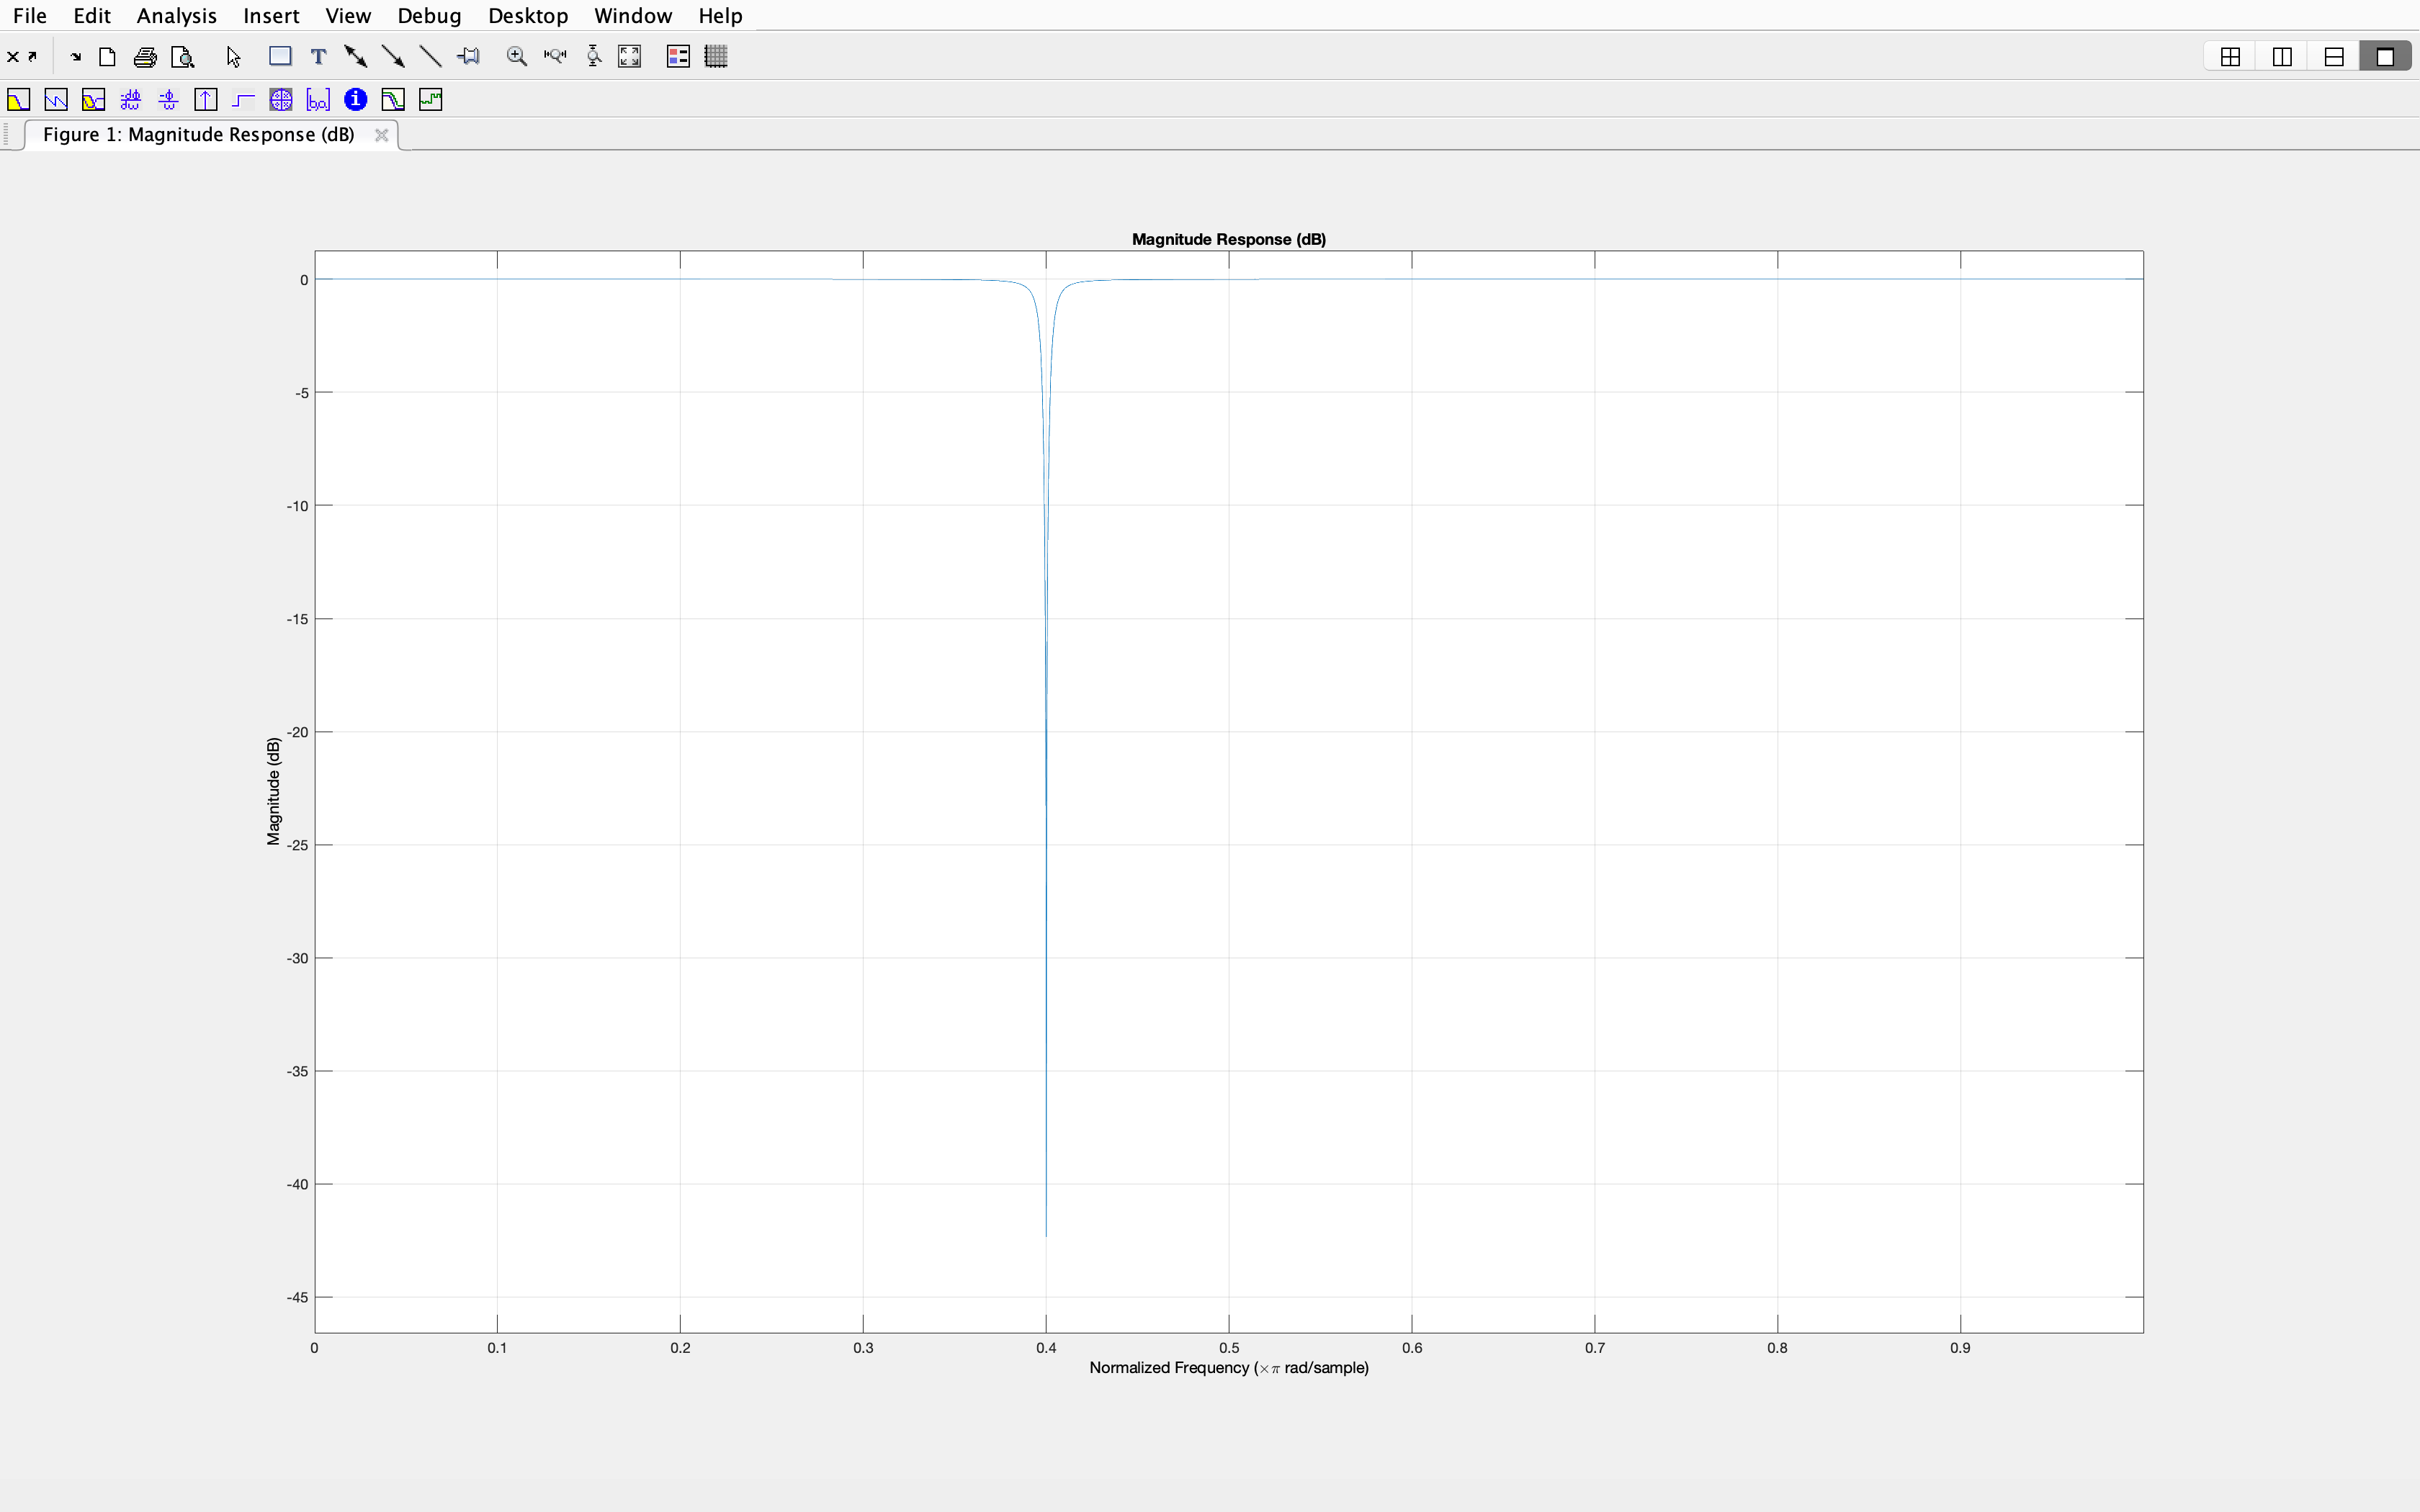 File Edit Analysis Insert View Debug Desktop Window Help
Figure 1: Magnitude Response (dB)
Magnitude Response (dB)
0
-5
-10
-15
-20
-25
-30
-35
-40
-45
Magnitude (dB)
0 0.1 0.2 0.3 0.4 0.5 0.6 0.7 0.8 0.9
Normalized Frequency (×π rad/sample)